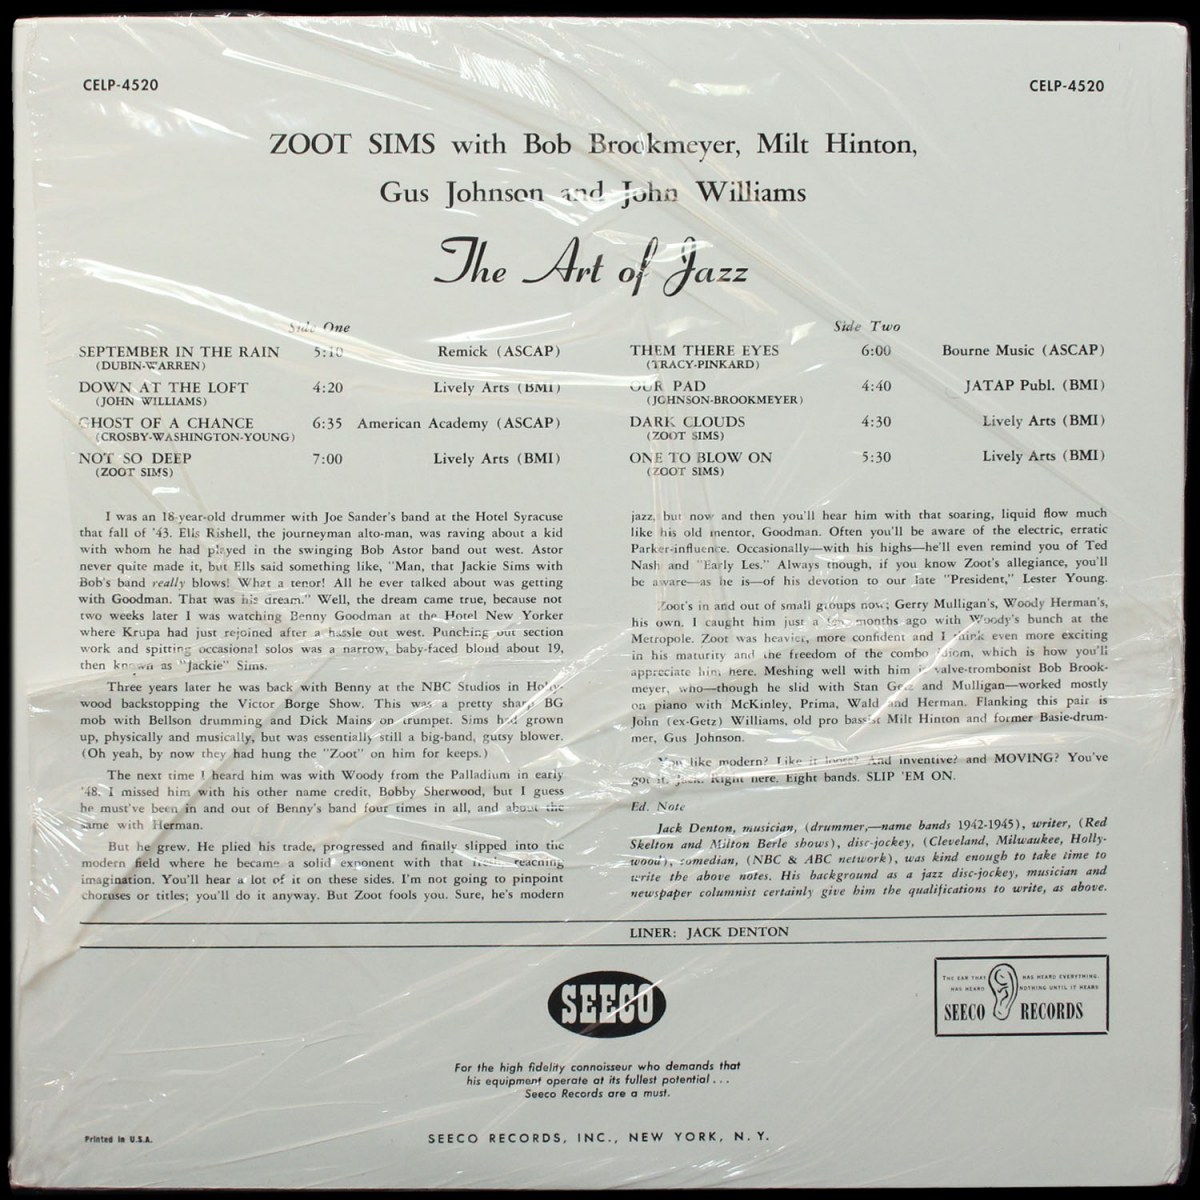 CELP-4520 CELP-4520
ZOOT SIMS with Bob Brookmeyer, Milt Hinton,
Gus Johnson and John Williams
The Art of Jazz
Side One
SEPTEMBER IN THE RAIN 5:10 Remick (ASCAP)
(DUBIN-WARREN)
DOWN AT THE LOFT 4:20 Lively Arts (BMI)
(JOHN WILLIAMS)
GHOST OF A CHANCE 6:35 American Academy (ASCAP)
(CROSBY-WASHINGTON-YOUNG)
NOT SO DEEP 7:00 Lively Arts (BMI)
(ZOOT SIMS)
Side Two
THEM THERE EYES 6:00 Bourne Music (ASCAP)
(TRACY-PINKARD)
OUR PAD 4:40 JATAP Publ. (BMI)
(JOHNSON-BROOKMEYER)
DARK CLOUDS 4:30 Lively Arts (BMI)
(ZOOT SIMS)
ONE TO BLOW ON 5:30 Lively Arts (BMI)
(ZOOT SIMS)
I was an 18-year-old drummer with Joe Sander's band at the Hotel Syracuse
that fall of '43. Ells Rishell, the journeyman alto-man, was raving about a kid
with whom he had played in the swinging Bob Astor band out west. Astor
never quite made it, but Ells said something like, "Man, that Jackie Sims with
Bob's band really blows! What a tenor! All he ever talked about was getting
with Goodman. That was his dream." Well, the dream came true, because not
two weeks later I was watching Benny Goodman at the Hotel New Yorker
where Krupa had just rejoined after a hassle out west. Punching out section
work and spitting occasional solos was a narrow, baby-faced blond about 19,
then known as "Jackie" Sims.
Three years later he was back with Benny at the NBC Studios in Holly-
wood backstopping the Victor Borge Show. This was a pretty sharp BG
mob with Bellson drumming and Dick Mains on trumpet. Sims had grown
up, physically and musically, but was essentially still a big-band, gutsy blower.
(Oh yeah, by now they had hung the "Zoot" on him for keeps.)
The next time I heard him was with Woody from the Palladium in early
'48. I missed him with his other name credit, Bobby Sherwood, but I guess
he must've been in and out of Benny's band four times in all, and about the
same with Herman.
But he grew. He plied his trade, progressed and finally slipped into the
modern field where he became a solid exponent with that fresh, reaching
imagination. You'll hear a lot of it on these sides. I'm not going to pinpoint
choruses or titles; you'll do it anyway. But Zoot fools you. Sure, he's modern
jazz, but now and then you'll hear him with that soaring, liquid flow much
like his old mentor, Goodman. Often you'll be aware of the electric, erratic
Parker-influence. Occasionally—with his highs—he'll even remind you of Ted
Nash and "Early Les." Always though, if you know Zoot's allegiance, you'll
be aware—as he is—of his devotion to our late "President," Lester Young.
Zoot's in and out of small groups now; Gerry Mulligan's, Woody Herman's,
his own. I caught him just a few months ago with Woody's bunch at the
Metropole. Zoot was heavier, more confident and I think even more exciting
in his maturity and the freedom of the combo idiom, which is how you'll
appreciate him here. Meshing well with him is valve-trombonist Bob Brook-
meyer, who—though he slid with Stan Getz and Mulligan—worked mostly
on piano with McKinley, Prima, Wald and Herman. Flanking this pair is
John (ex-Getz) Williams, old pro bassist Milt Hinton and former Basie-drum-
mer, Gus Johnson.
You like modern? Like it loose? And inventive? and MOVING? You've
got it, Jack. Right here. Eight bands. SLIP 'EM ON.
Ed. Note
Jack Denton, musician, (drummer,—name bands 1942-1945), writer, (Red
Skelton and Milton Berle shows), disc-jockey, (Cleveland, Milwaukee, Holly-
wood), comedian, (NBC & ABC network), was kind enough to take time to
write the above notes. His background as a jazz disc-jockey, musician and
newspaper columnist certainly give him the qualifications to write, as above.
LINER: JACK DENTON
SEECO
THE EAR THAT HAS HEARD EVERYTHING,
HAS HEARD NOTHING UNTIL IT HEARS
SEECO RECORDS
For the high fidelity connoisseur who demands that
his equipment operate at its fullest potential...
Seeco Records are a must.
Printed in U.S.A.
SEECO RECORDS, INC., NEW YORK, N. Y.